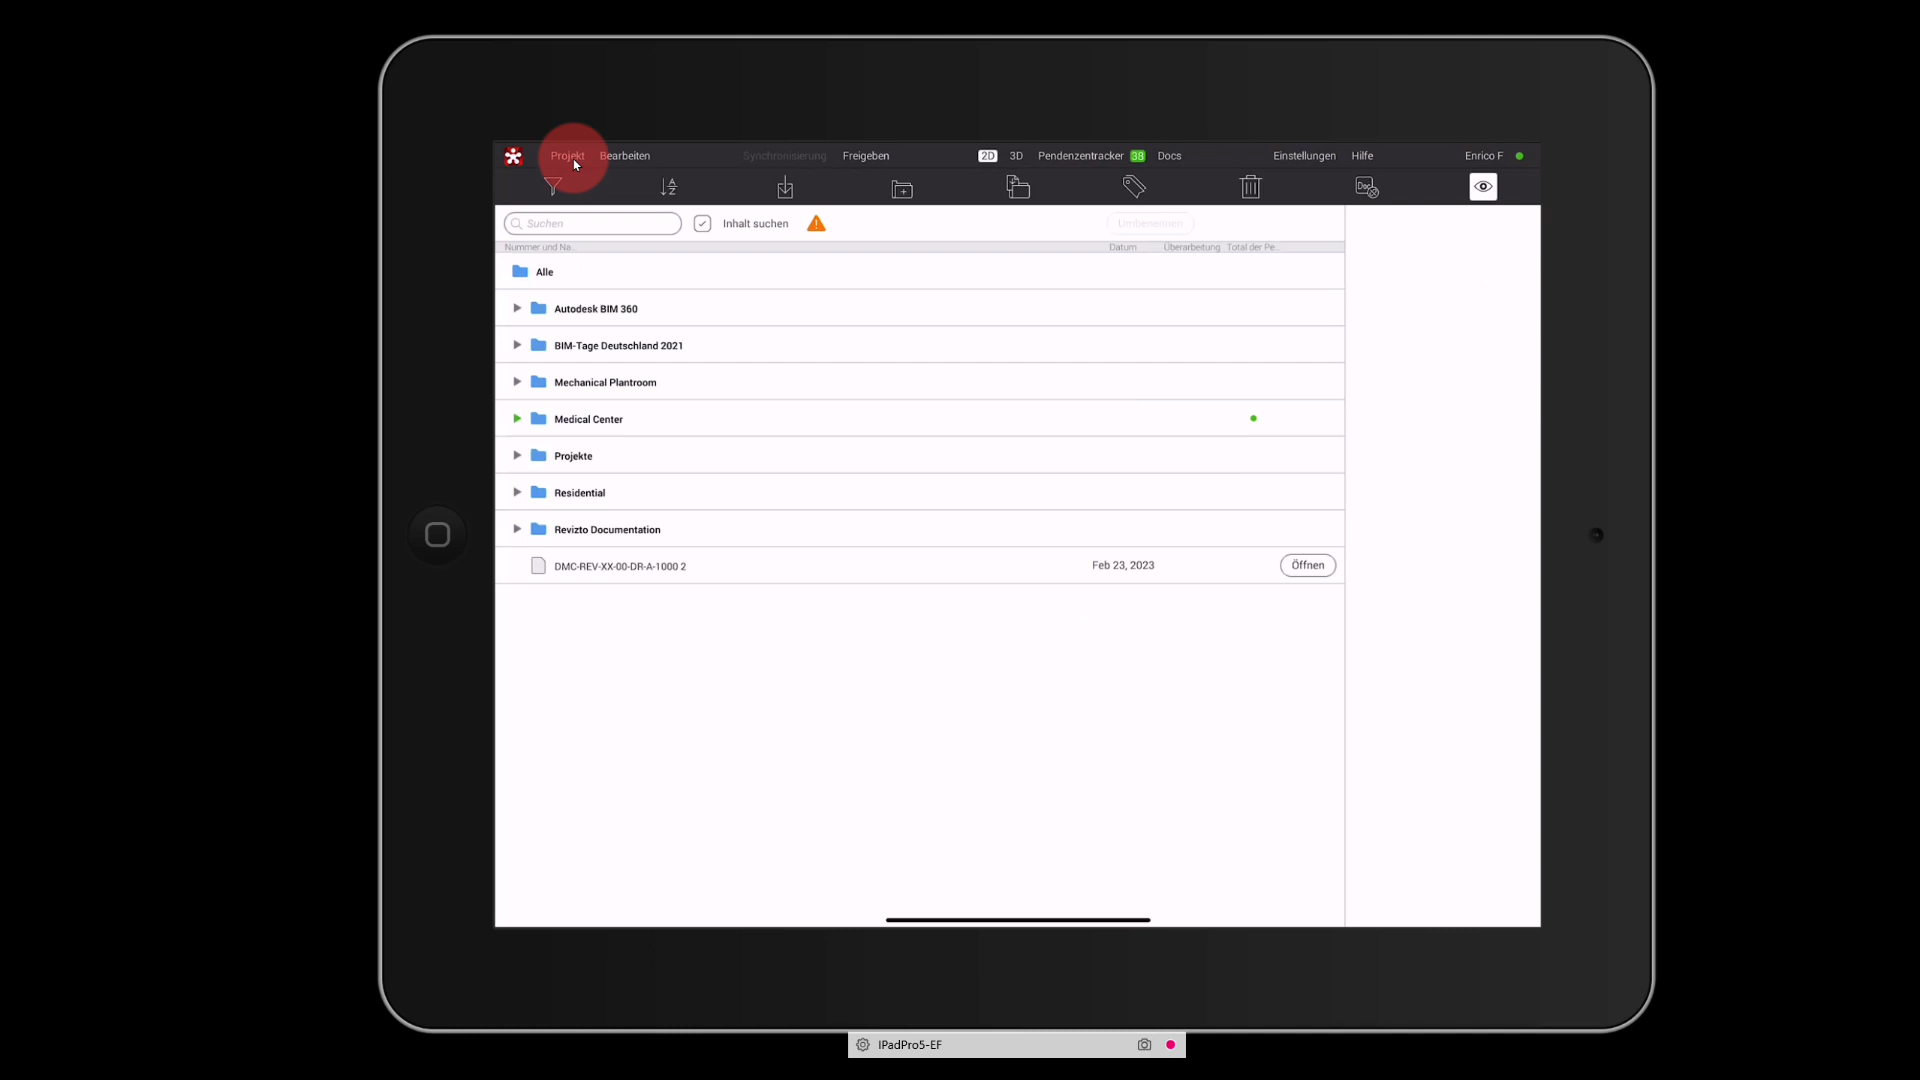 Projekt Bearbeiten Synchronisierung Freigeben 2D 3D Pendenzentracker 38 Docs Einstellungen Hilfe Enrico F
A
Z
Doc
Suchen Inhalt suchen Umbenennen
Nummer und Na... Datum Überarbeitung Total der Pe...
Alle
Autodesk BIM 360
BIM-Tage Deutschland 2021
Mechanical Plantroom
Medical Center
Projekte
Residential
Revizto Documentation
DMC-REV-XX-00-DR-A-1000 2 Feb 23, 2023 Öffnen
IPadPro5-EF